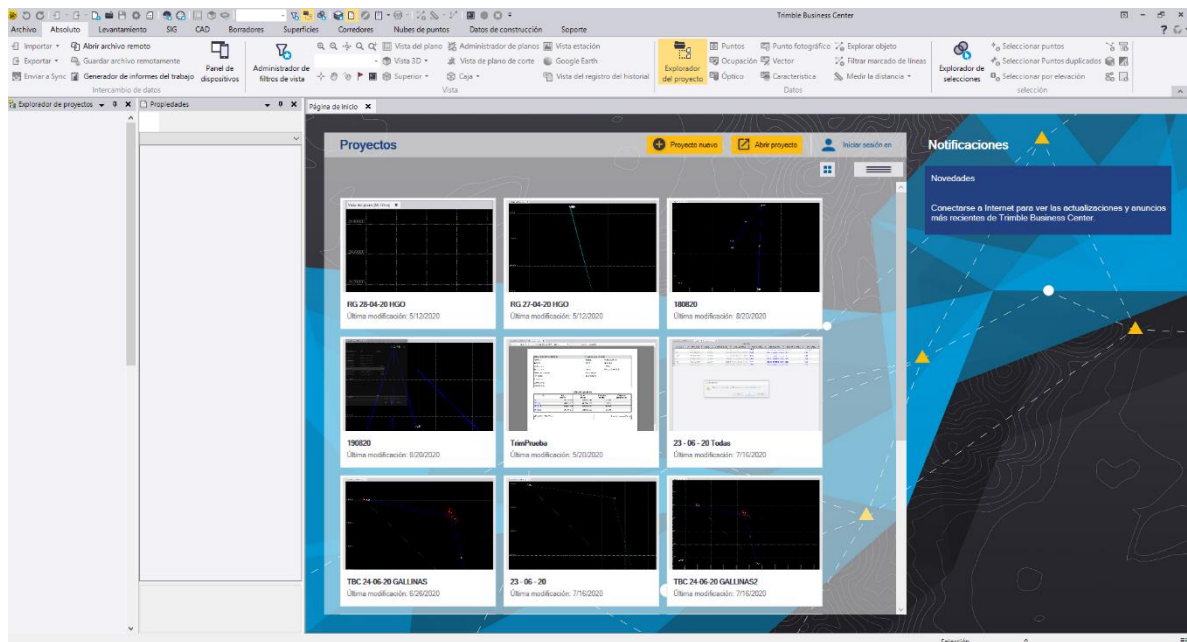 Trimble Business Center
Archivo Absoluto Levantamiento SIG CAD Borradores Superficies Corredores Nubes de puntos Datos de construcción Soporte
Importar Abrir archivo remoto
Exportar Guardar archivo remotamente
Enviar a Sync Generador de informes del trabajo
Panel de dispositivos
Intercambio de datos
Administrador de filtros de vista
Vista del plano Administrador de planos Vista estación
Vista 3D Vista de plano de corte Google Earth
Superior Caja Vista del registro del historial
Vista
Explorador del proyecto
Puntos Punto fotográfico Explorar objeto
Ocupación Vector Filtrar marcado de líneas
Óptico Característica Medir la distancia
Datos
Explorador de selecciones
Seleccionar puntos
Seleccionar Puntos duplicados
Seleccionar por elevación
selección
Explorador de proyectos
Propiedades
Página de inicio
Proyectos
Proyecto nuevo
Abrir proyecto
Iniciar sesión en
Notificaciones
Novedades
Conectarse a Internet para ver las actualizaciones y anuncios
más recientes de Trimble Business Center.
RG 28-04-20 HGO
Última modificación: 5/12/2020
RG 27-04-20 HGO
Última modificación: 5/12/2020
180820
Última modificación: 8/20/2020
190820
Última modificación: 8/20/2020
TrimPrueba
Última modificación: 5/20/2020
23 - 06 - 20 Todas
Última modificación: 7/16/2020
TBC 24-06-20 GALLINAS
Última modificación: 6/26/2020
23 - 06 - 20
Última modificación: 7/16/2020
TBC 24-06-20 GALLINAS2
Última modificación: 7/16/2020